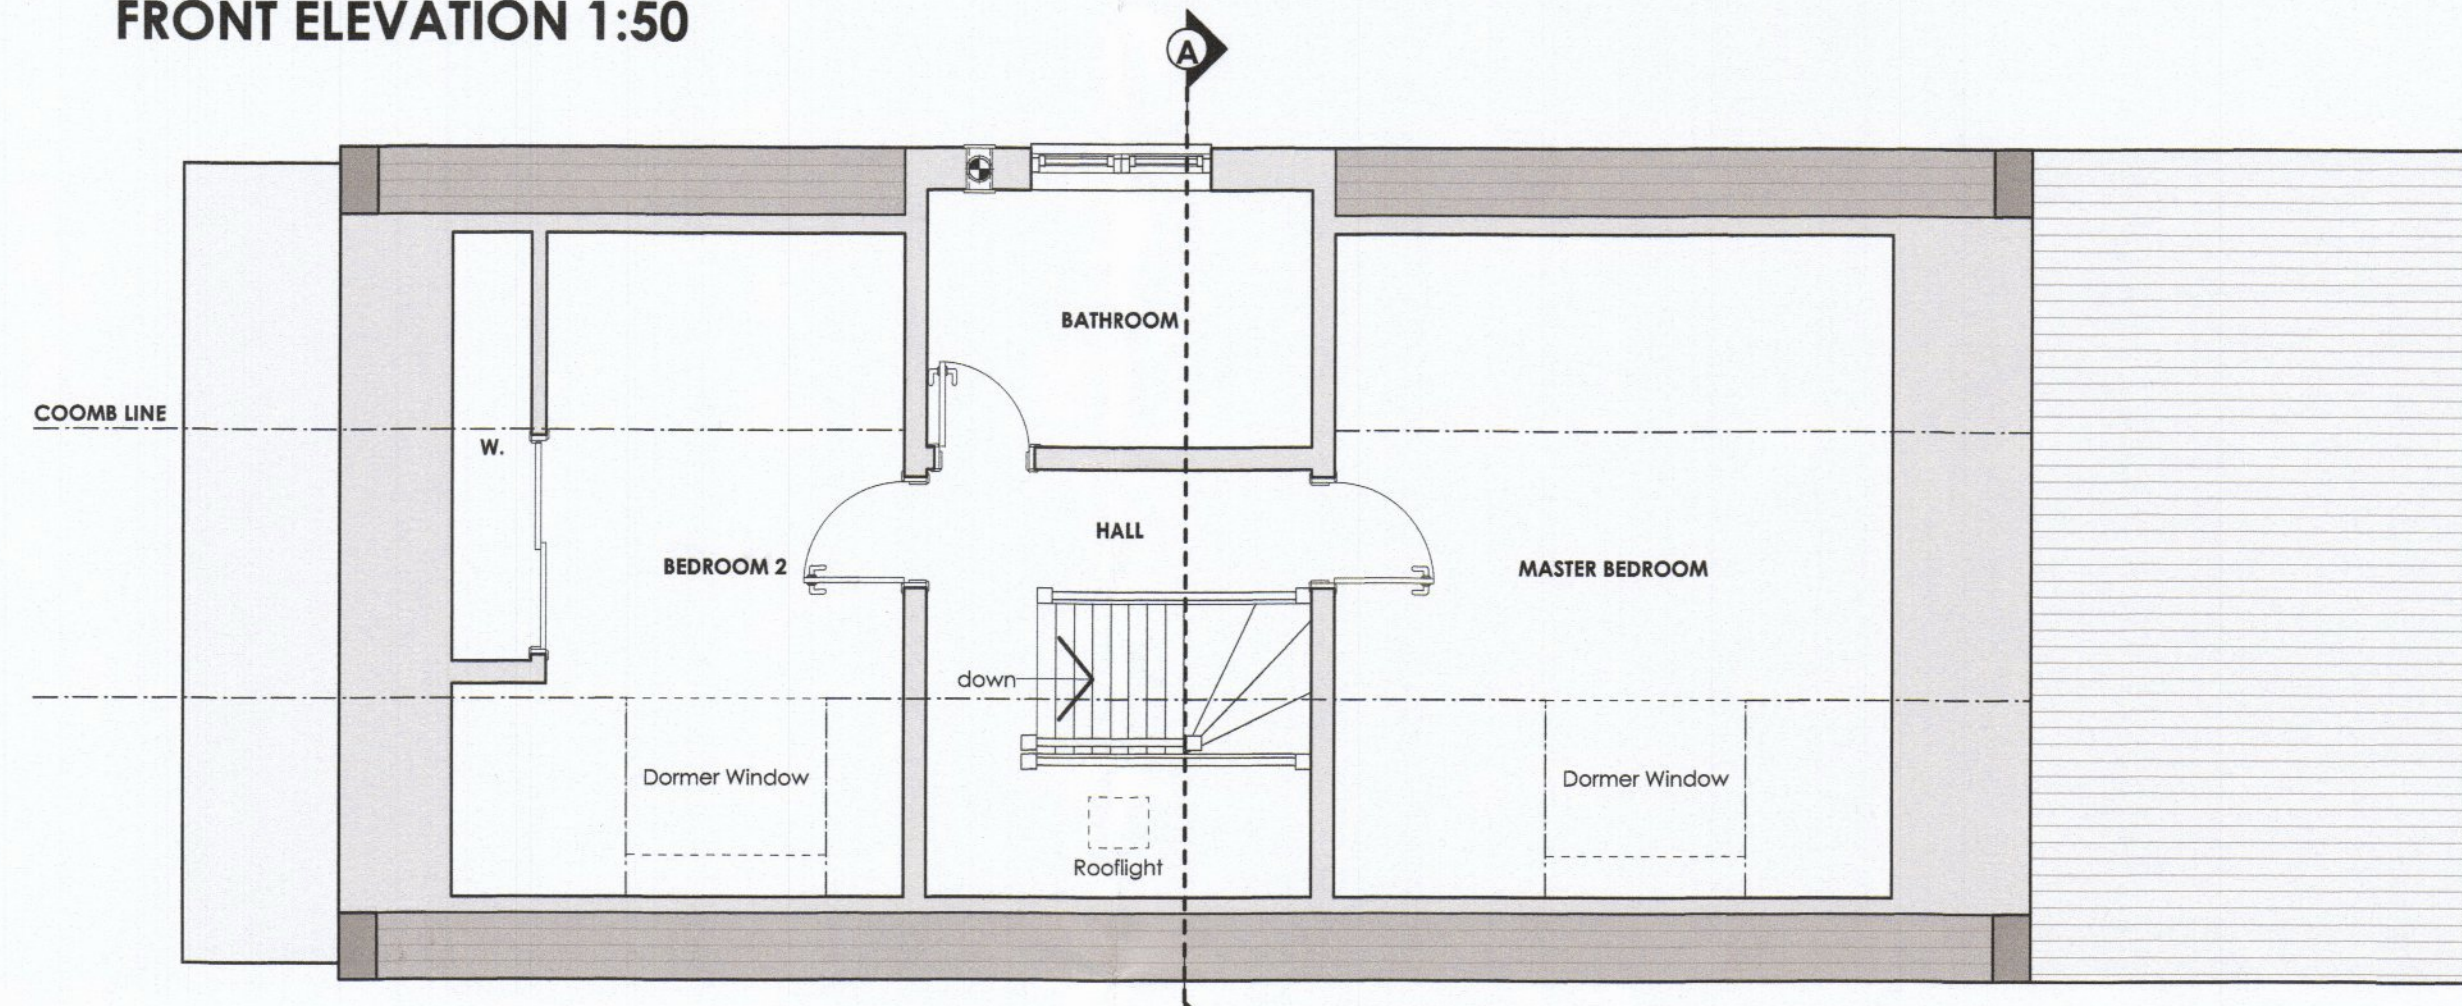 FRONT ELEVATION 1:50
A
BATHROOM
COOMB LINE
W.
HALL
BEDROOM 2
MASTER BEDROOM
down
Dormer Window
Dormer Window
Rooflight